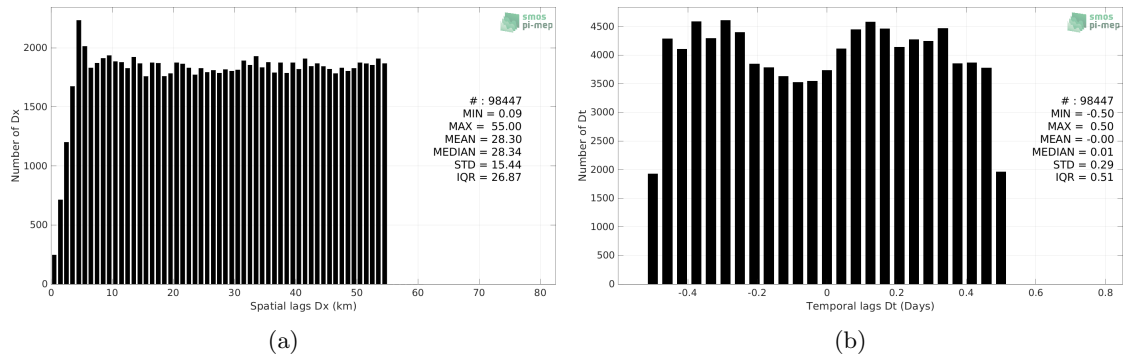 smos
pi-mep
2000
1500
1000
500
0
Number of Dx
# : 98447
MIN = 0.09
MAX = 55.00
MEAN = 28.30
MEDIAN = 28.34
STD = 15.44
IQR = 26.87
0 10 20 30 40 50 60 70 80
Spatial lags Dx (km)
(a)
smos
pi-mep
4500
4000
3500
3000
2500
2000
1500
1000
500
0
Number of Dt
# : 98447
MIN = -0.50
MAX = 0.50
MEAN = -0.00
MEDIAN = 0.01
STD = 0.29
IQR = 0.51
-0.4 -0.2 0 0.2 0.4 0.6 0.8
Temporal lags Dt (Days)
(b)